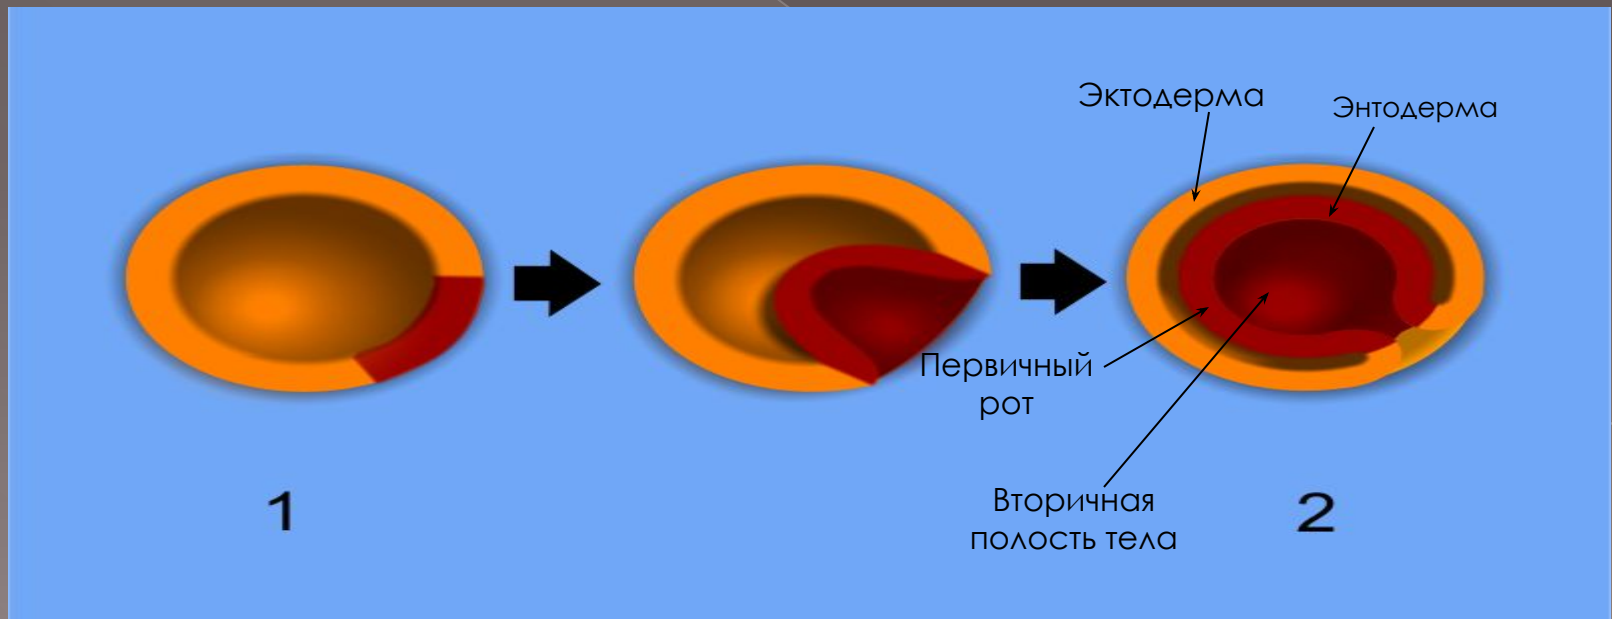 Эктодерма
Энтодерма
Первичный
рот
Вторичная
полость тела
1
2